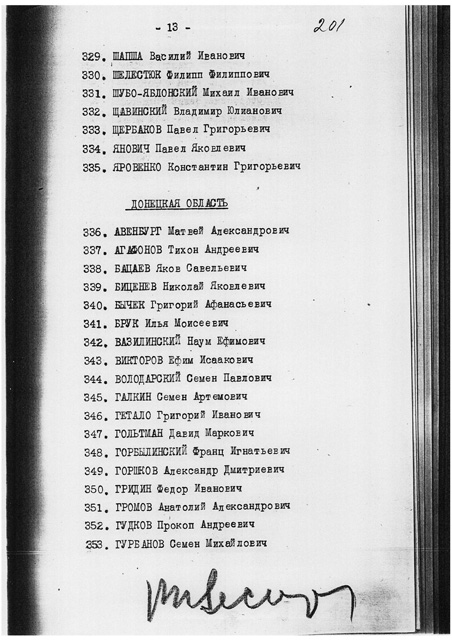 - 13 -
201
329. ШАПША Василий Иванович
330. ШЕЛЕСТЮК Филипп Филиппович
331. ШУБО-ЯБЛОНСКИЙ Михаил Иванович
332. ЩАВИНСКИЙ Владимир Юлианович
333. ЩЕРБАКОВ Павел Григорьевич
334. ЯНОВИЧ Павел Яковлевич
335. ЯРОВЕНКО Константин Григорьевич
ДОНЕЦКАЯ ОБЛАСТЬ
336. АВЕНБУРГ Матвей Александрович
337. АГАФОНОВ Тихон Андреевич
338. БАЦАЕВ Яков Савельевич
339. БИЦЕНЕВ Николай Яковлевич
340. БЫЧЕК Григорий Афанасьевич
341. БРУК Илья Моисеевич
342. ВАЗИЛИНСКИЙ Наум Ефимович
343. ВИКТОРОВ Ефим Исаакович
344. ВОЛОДАРСКИЙ Семен Павлович
345. ГАЛКИН Семен Артемович
346. ГЕТАЛО Григорий Иванович
347. ГОЛЬТМАН Давид Маркович
348. ГОРБЫЛИНСКИЙ Франц Игнатьевич
349. ГОРШКОВ Александр Дмитриевич
350. ГРИДИН Федор Иванович
351. ГРОМОВ Анатолий Александрович
352. ГУДКОВ Прокоп Андреевич
353. ГУРБАНОВ Семен Михайлович